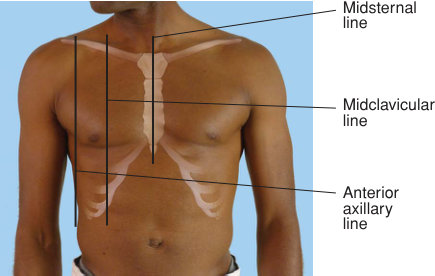 Midsternal
line
Midclavicular
line
Anterior
axillary
line